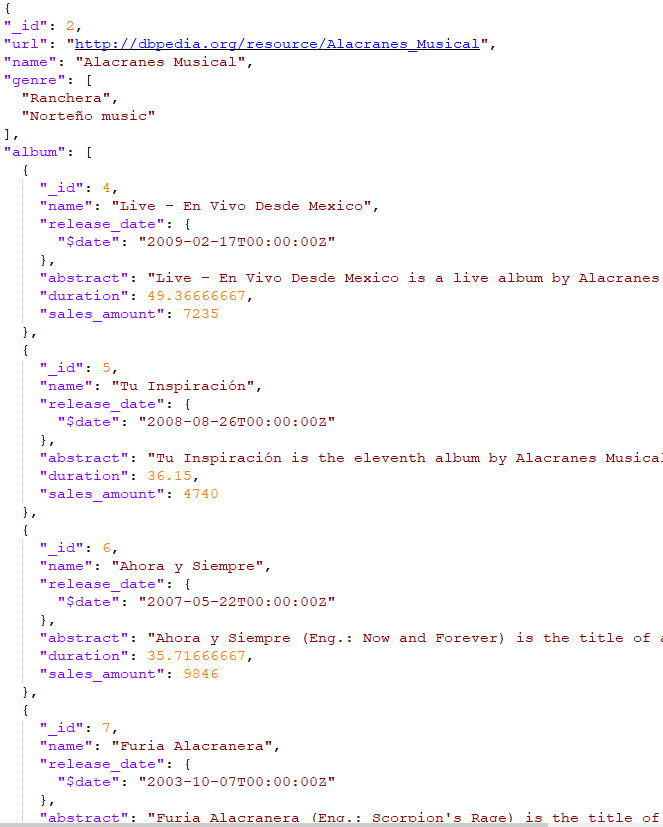 {
"_id": 2,
"url": "http://dbpedia.org/resource/Alacranes_Musical",
"name": "Alacranes Musical",
"genre": [
"Ranchera",
"Norteño music"
],
"album": [
{
"_id": 4,
"name": "Live - En Vivo Desde Mexico",
"release_date": {
"$date": "2009-02-17T00:00:00Z"
},
"abstract": "Live - En Vivo Desde Mexico is a live album by Alacranes
"duration": 49.36666667,
"sales_amount": 7235
},
{
"_id": 5,
"name": "Tu Inspiración",
"release_date": {
"$date": "2008-08-26T00:00:00Z"
},
"abstract": "Tu Inspiración is the eleventh album by Alacranes Musical
"duration": 36.15,
"sales_amount": 4740
},
{
"_id": 6,
"name": "Ahora y Siempre",
"release_date": {
"$date": "2007-05-22T00:00:00Z"
},
"abstract": "Ahora y Siempre (Eng.: Now and Forever) is the title of a
"duration": 35.71666667,
"sales_amount": 9846
},
{
"_id": 7,
"name": "Furia Alacranera",
"release_date": {
"$date": "2003-10-07T00:00:00Z"
},
"abstract": "Furia Alacranera (Eng.: Scorpion's Rage) is the title of